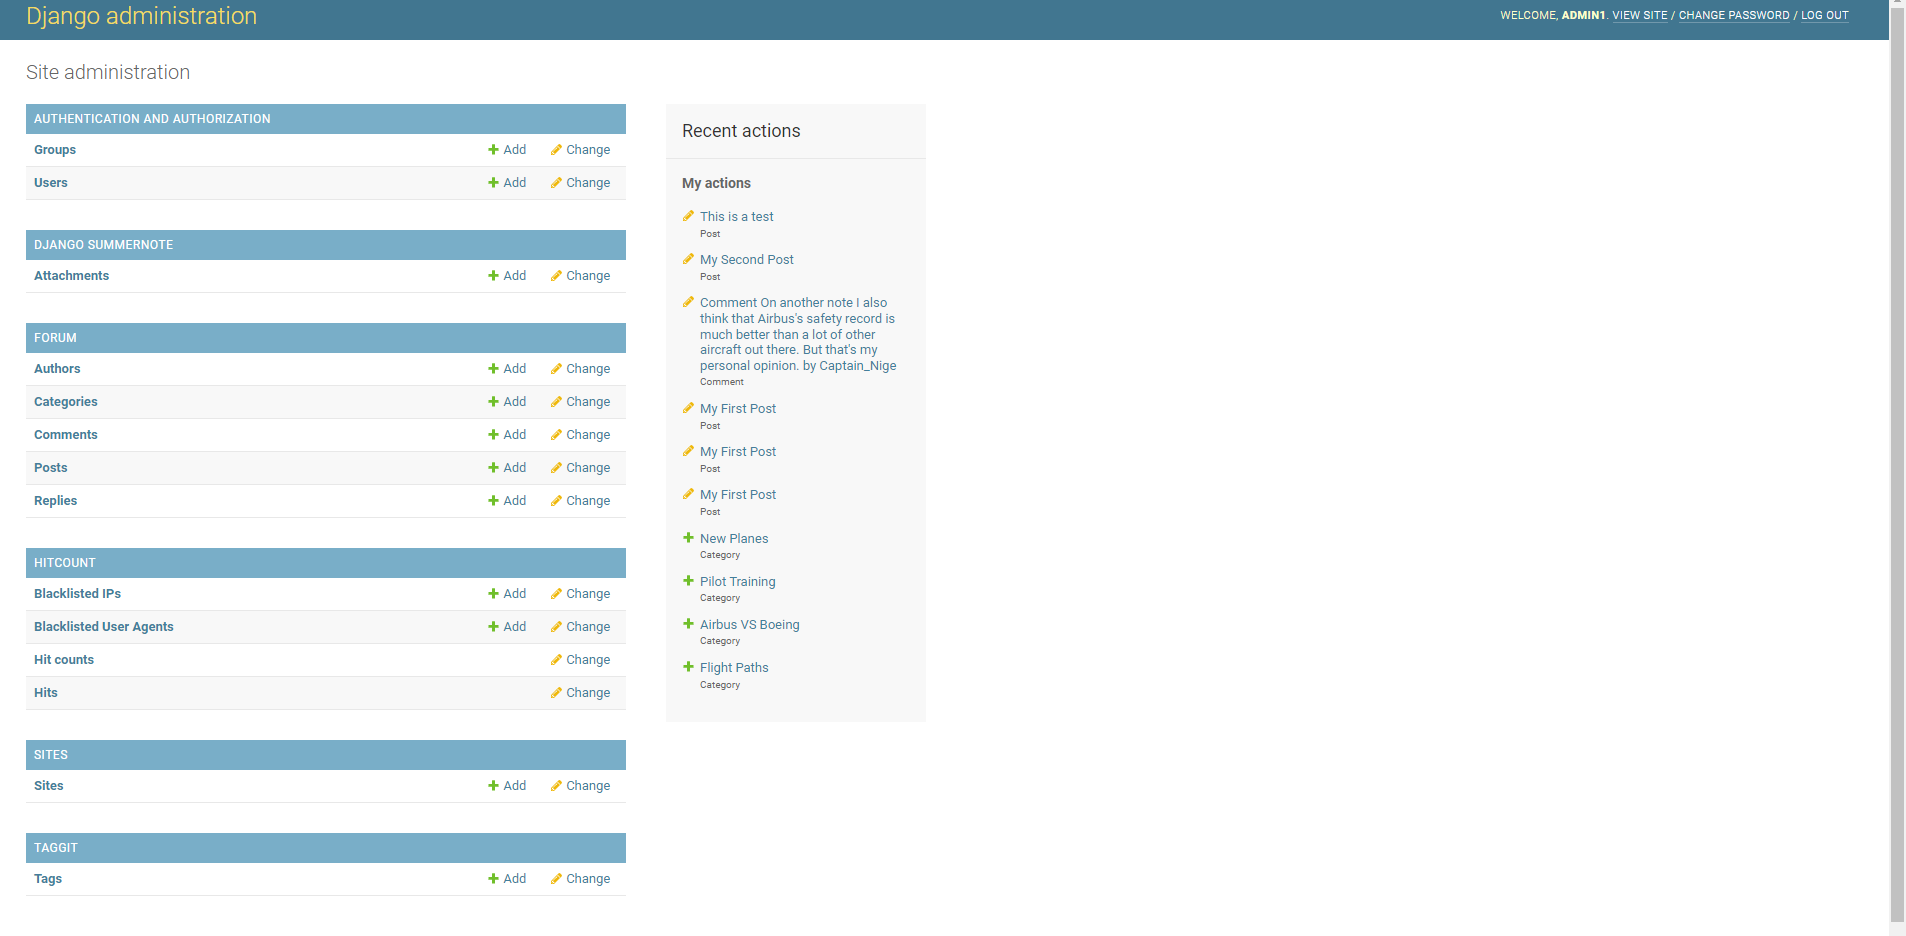 Django administration
WELCOME, ADMIN1. VIEW SITE / CHANGE PASSWORD / LOG OUT
Site administration
AUTHENTICATION AND AUTHORIZATION
Groups Add Change
Users Add Change
DJANGO SUMMERNOTE
Attachments Add Change
FORUM
Authors Add Change
Categories Add Change
Comments Add Change
Posts Add Change
Replies Add Change
HITCOUNT
Blacklisted IPs Add Change
Blacklisted User Agents Add Change
Hit counts Change
Hits Change
SITES
Sites Add Change
TAGGIT
Tags Add Change
Recent actions
My actions
This is a test
Post
My Second Post
Post
Comment On another note I also
think that Airbus's safety record is
much better than a lot of other
aircraft out there. But that's my
personal opinion. by Captain_Nige
Comment
My First Post
Post
My First Post
Post
My First Post
Post
New Planes
Category
Pilot Training
Category
Airbus VS Boeing
Category
Flight Paths
Category